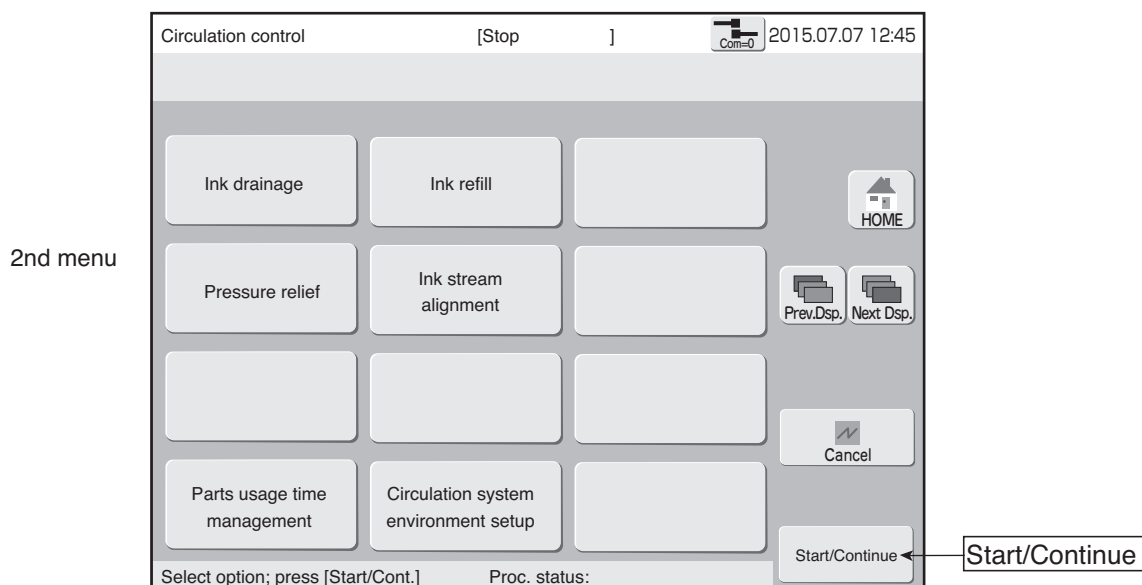 Circulation control [Stop ] Com=0 2015.07.07 12:45
Ink drainage
Ink refill
HOME
2nd menu
Pressure relief
Ink stream
alignment
Prev.Dsp.
Next Dsp.
Cancel
Parts usage time
management
Circulation system
environment setup
Start/Continue
Start/Continue
Select option; press [Start/Cont.] Proc. status: